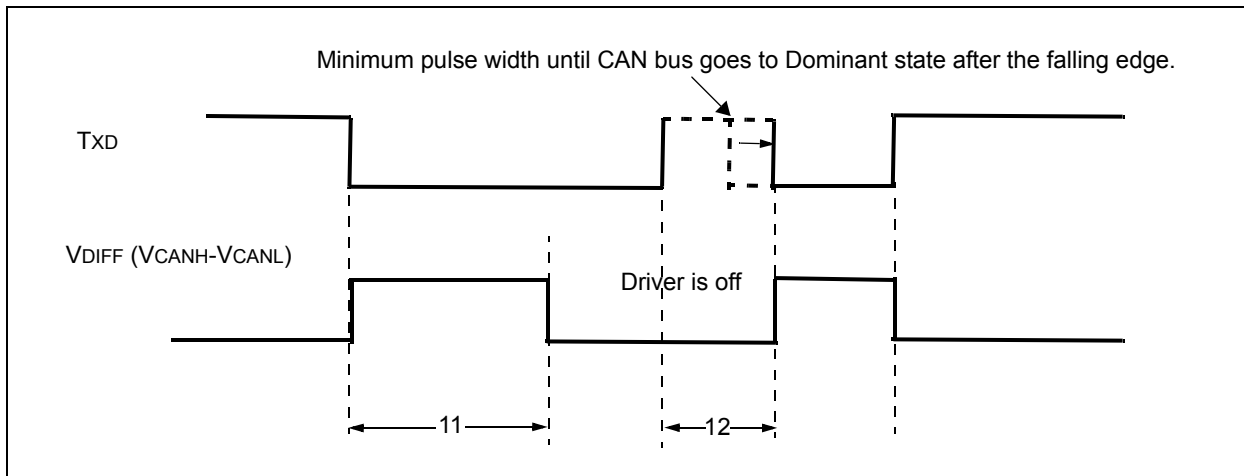 Minimum pulse width until CAN bus goes to Dominant state after the falling edge.
TXD
VDIFF (VCANH-VCANL)
Driver is off
11
12